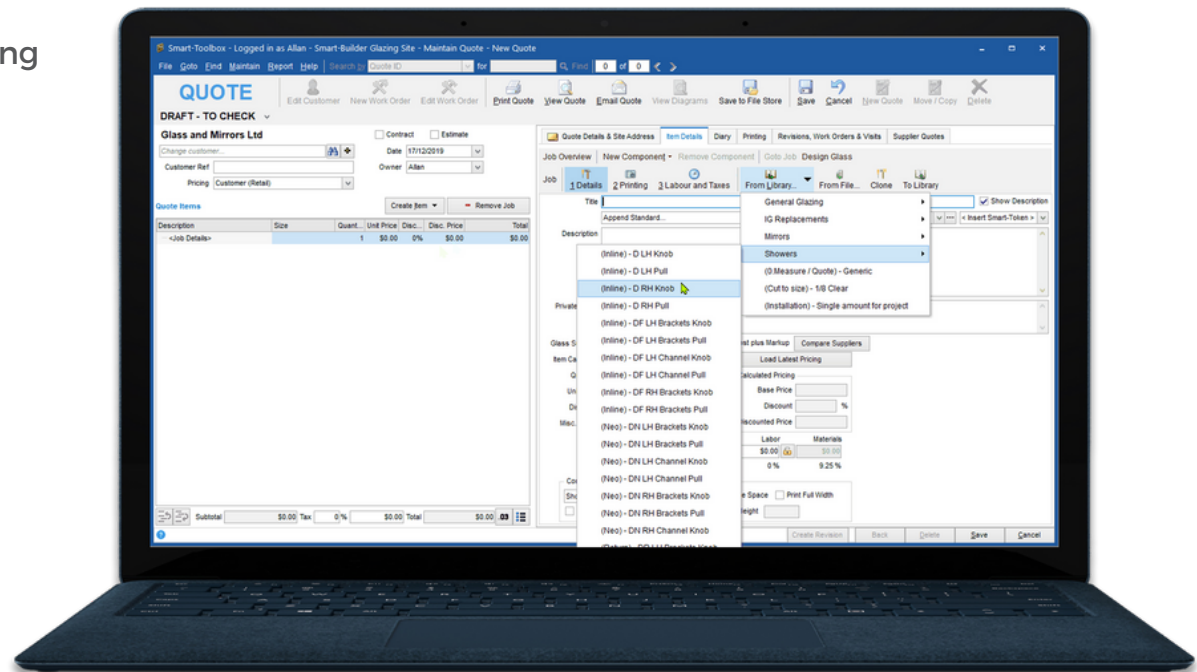 ng
Smart-Toolbox - Logged in as Allan - Smart-Builder Glazing Site - Maintain Quote - New Quote
File Goto Find Maintain Report Help Search by Quote ID for Find 0 of 0
QUOTE
Edit Customer New Work Order Edit Work Order Print Quote View Quote Email Quote View Diagrams Save to File Store Save Cancel New Quote Move / Copy Delete
DRAFT - TO CHECK
Glass and Mirrors Ltd Contract Estimate
Change customer... Date 17/12/2019
Customer Ref Owner Allan
Pricing Customer (Retail)
Quote Items Create Item Remove Job
Description Size Quant... Unit Price Disc... Disc. Price Total
<Job Details> 1 $0.00 0% $0.00 $0.00
Subtotal $0.00 Tax 0 % $0.00 Total $0.00 .03
Quote Details & Site Address Item Details Diary Printing Revisions, Work Orders & Visits Supplier Quotes
Job Overview New Component - Remove Component Goto Job Design Glass
Job 1 Details 2 Printing 3 Labour and Taxes From Library... From File... Clone To Library
Title Show Description
Append Standard... < Insert Smart-Token >
Description
General Glazing
IG Replacements
Mirrors
Showers
(0.Measure / Quote) - Generic
(Cut to size) - 1/8 Clear
(Installation) - Single amount for project
(Inline) - D LH Knob
(Inline) - D LH Pull
(Inline) - D RH Knob
(Inline) - D RH Pull
(Inline) - DF LH Brackets Knob
(Inline) - DF LH Brackets Pull
(Inline) - DF LH Channel Knob
(Inline) - DF LH Channel Pull
(Inline) - DF RH Brackets Knob
(Inline) - DF RH Brackets Pull
(Neo) - DN LH Brackets Knob
(Neo) - DN LH Brackets Pull
(Neo) - DN LH Channel Knob
(Neo) - DN LH Channel Pull
(Neo) - DN RH Brackets Knob
(Neo) - DN RH Brackets Pull
(Neo) - DN RH Channel Knob
Private
Glass S st plus Markup Compare Suppliers
Item Ca Load Latest Pricing
Q alculated Pricing
Un Base Price
Di Discount %
Misc. iscounted Price
Labor Materials
$0.00 $0.00
0 % 9.25 %
Co
Sho e Space Print Full Width
eight
Create Revision Back Delete Save Cancel